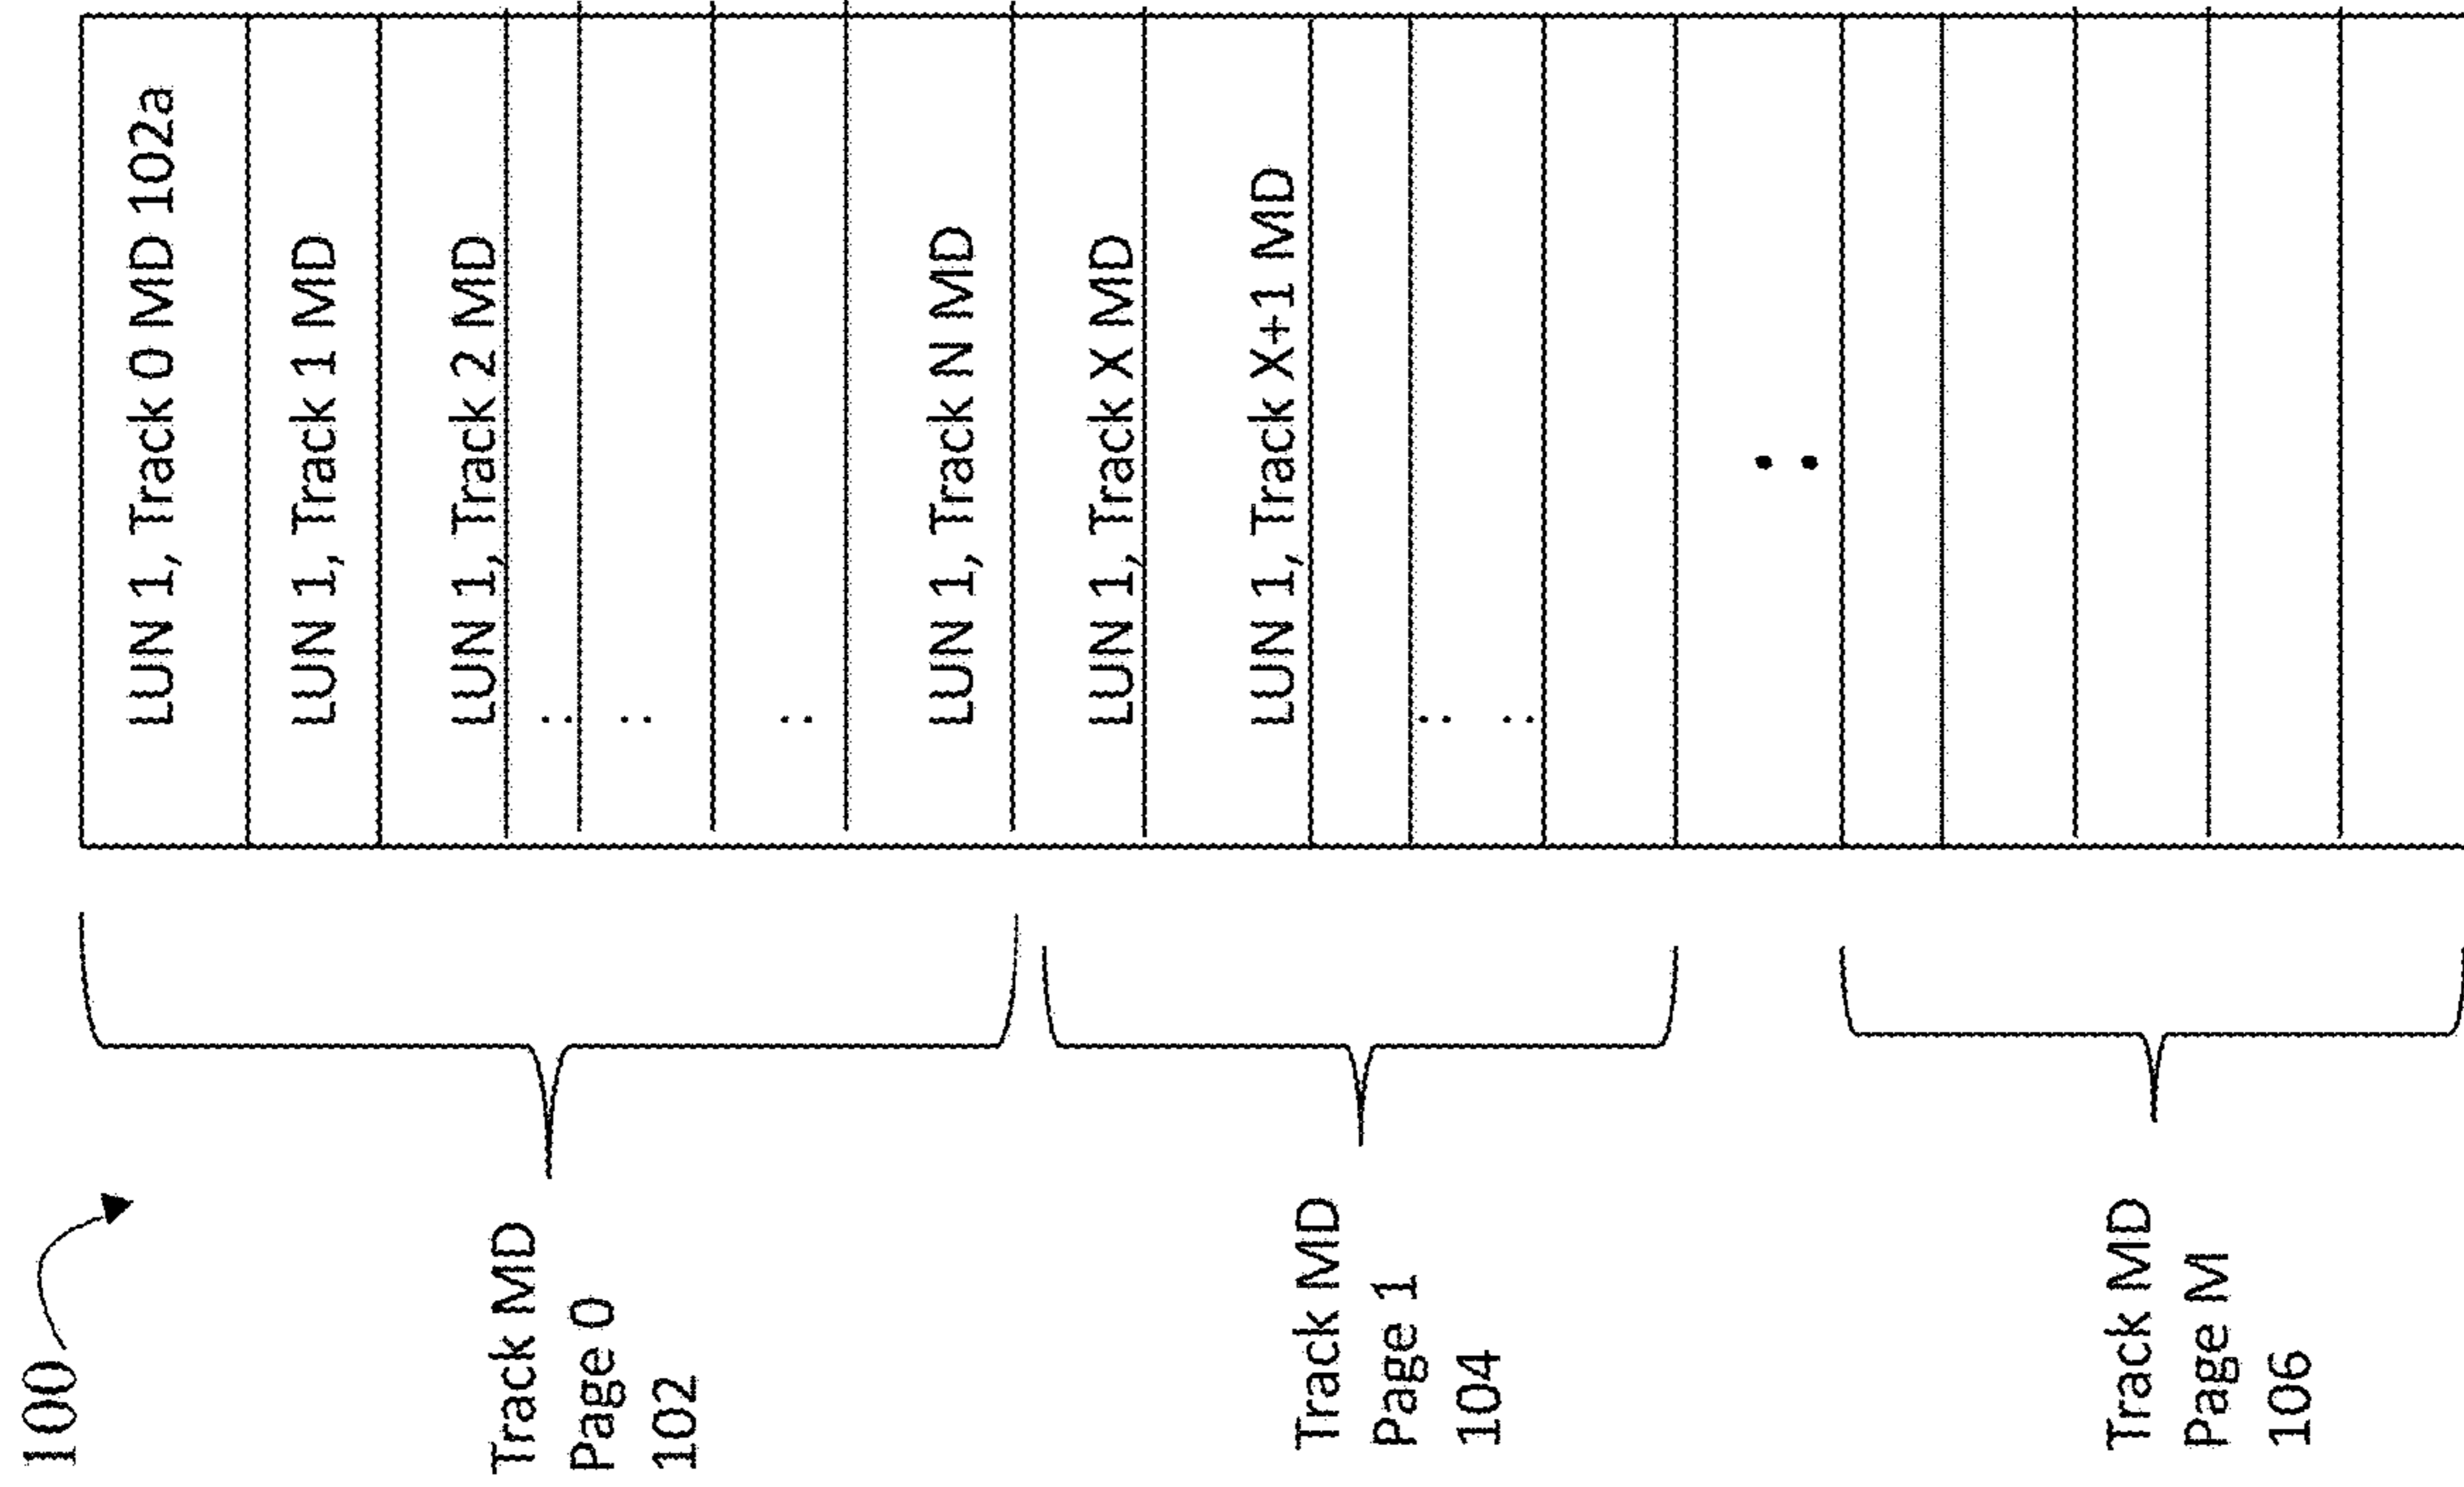 100
Track MD
Page 0
102
LUN 1, Track 0 MD 102a
LUN 1, Track 1 MD
LUN 1, Track 2 MD
..
..
..
LUN 1, Track N MD
Track MD
Page 1
104
LUN 1, Track X MD
LUN 1, Track X+1 MD
..
..
..
Track MD
Page M
106